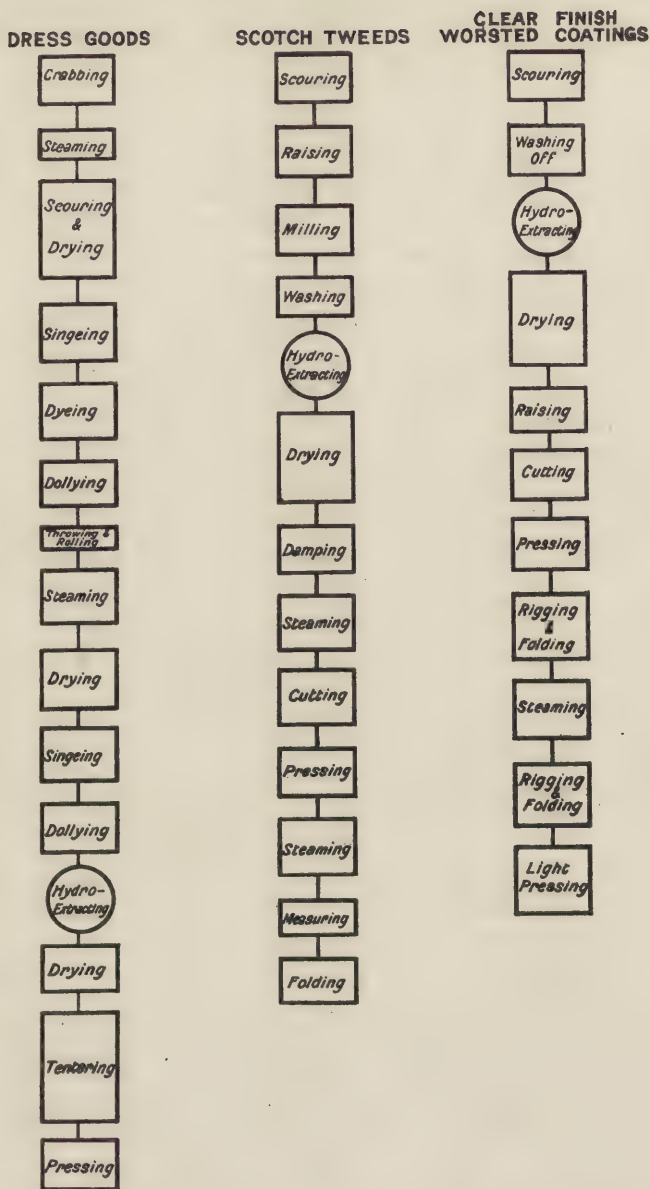 DRESS GOODS
Crabbing
Steaming
Scouring
&
Drying
Singeing
Dyeing
Dollying
Throwing &
Rolling
Steaming
Drying
Singeing
Dollying
Hydro-
Extracting
Drying
Tentering
Pressing
SCOTCH TWEEDS
Scouring
Raising
Milling
Washing
Hydro-
Extracting
Drying
Damping
Steaming
Cutting
Pressing
Steaming
Measuring
Folding
CLEAR FINISH
WORSTED COATINGS
Scouring
Washing
Off
Hydro-
Extracting
Drying
Raising
Cutting
Pressing
Rigging
&
Folding
Steaming
Rigging
&
Folding
Light
Pressing